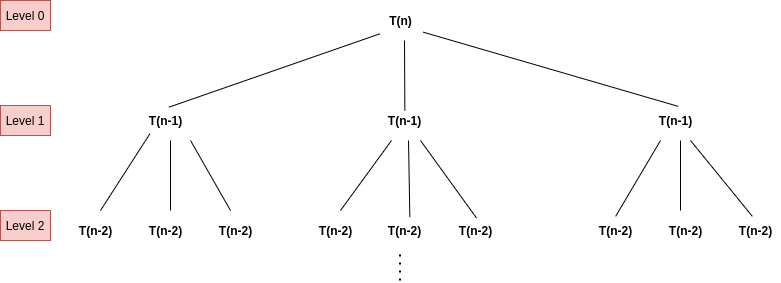 Level 0
T(n)
Level 1
T(n-1) T(n-1) T(n-1)
Level 2
T(n-2) T(n-2) T(n-2) T(n-2) T(n-2) T(n-2) T(n-2) T(n-2) T(n-2)